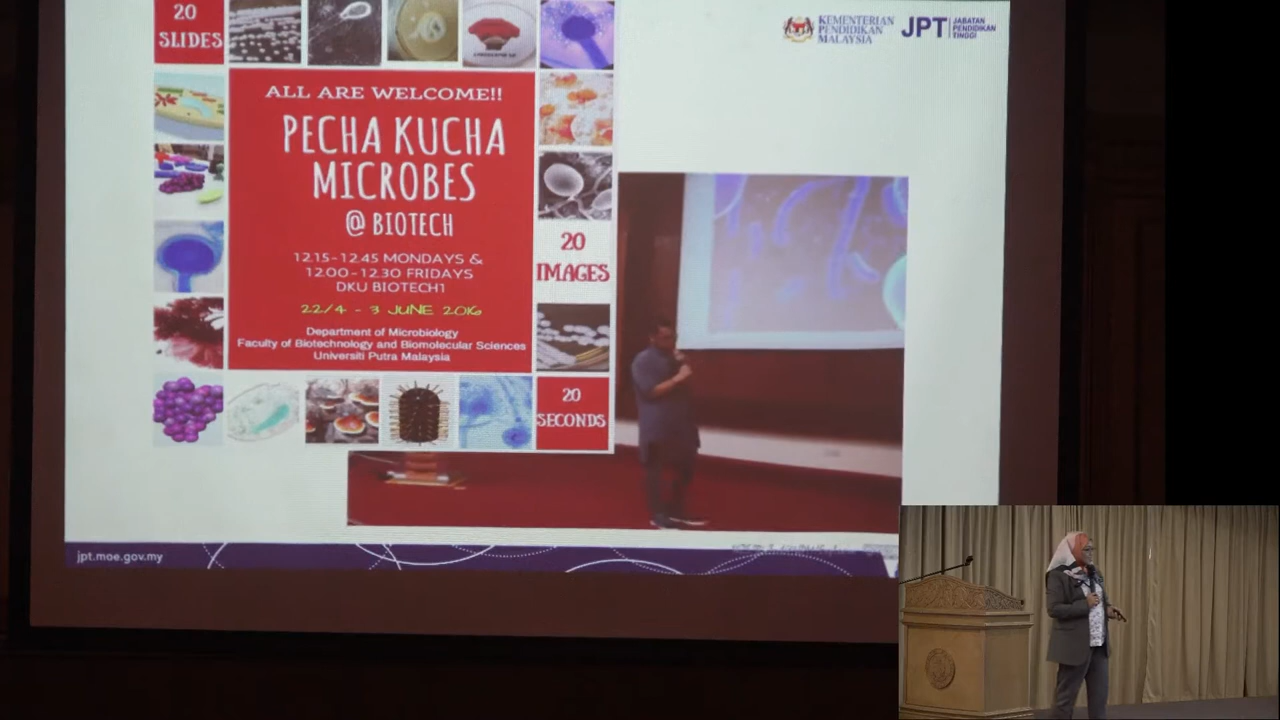 20
SLIDES
KEMENTERIAN
PENDIDIKAN
MALAYSIA
JPT
JABATAN
PENDIDIKAN
TINGGI
ALL ARE WELCOME!!
PECHA KUCHA
MICROBES
@ BIOTECH
12.15-12.45 MONDAYS &
12.00-12.30 FRIDAYS
DKU BIOTECH1
22/4 - 3 JUNE 2016
Department of Microbiology
Faculty of Biotechnology and Biomolecular Sciences
Universiti Putra Malaysia
20
IMAGES
20
SECONDS
jpt.moe.gov.my